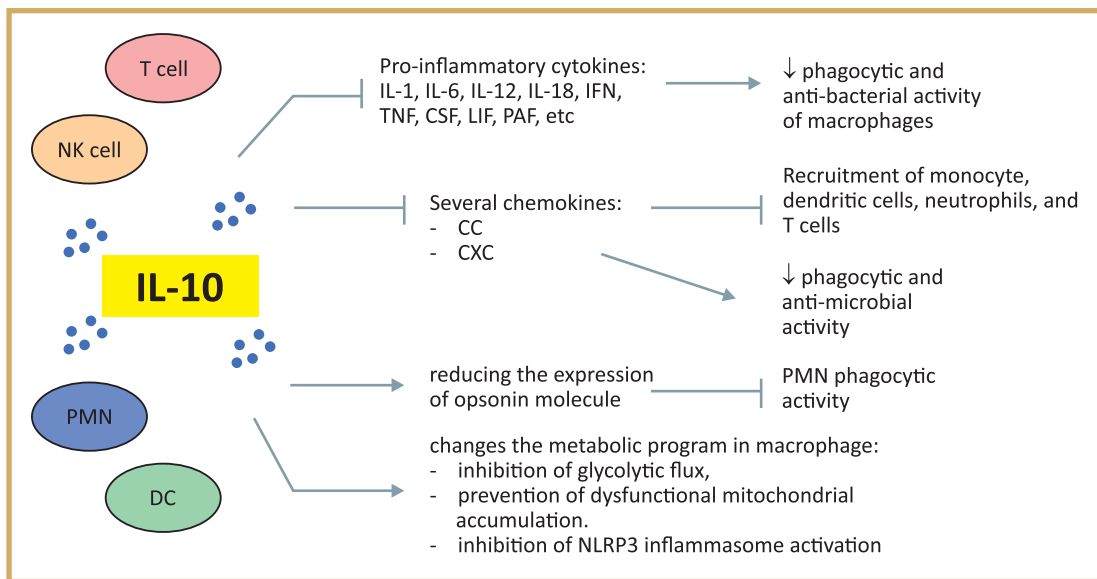 T cell
NK cell
IL-10
PMN
DC
Pro-inflammatory cytokines:
IL-1, IL-6, IL-12, IL-18, IFN,
TNF, CSF, LIF, PAF, etc
↓ phagocytic and
anti-bacterial activity
of macrophages
Several chemokines:
- CC
- CXC
Recruitment of monocyte,
dendritic cells, neutrophils, and
T cells
↓ phagocytic and
anti-microbial
activity
reducing the expression
of opsonin molecule
PMN phagocytic
activity
changes the metabolic program in macrophage:
- inhibition of glycolytic flux,
- prevention of dysfunctional mitochondrial
accumulation.
- inhibition of NLRP3 inflammasome activation